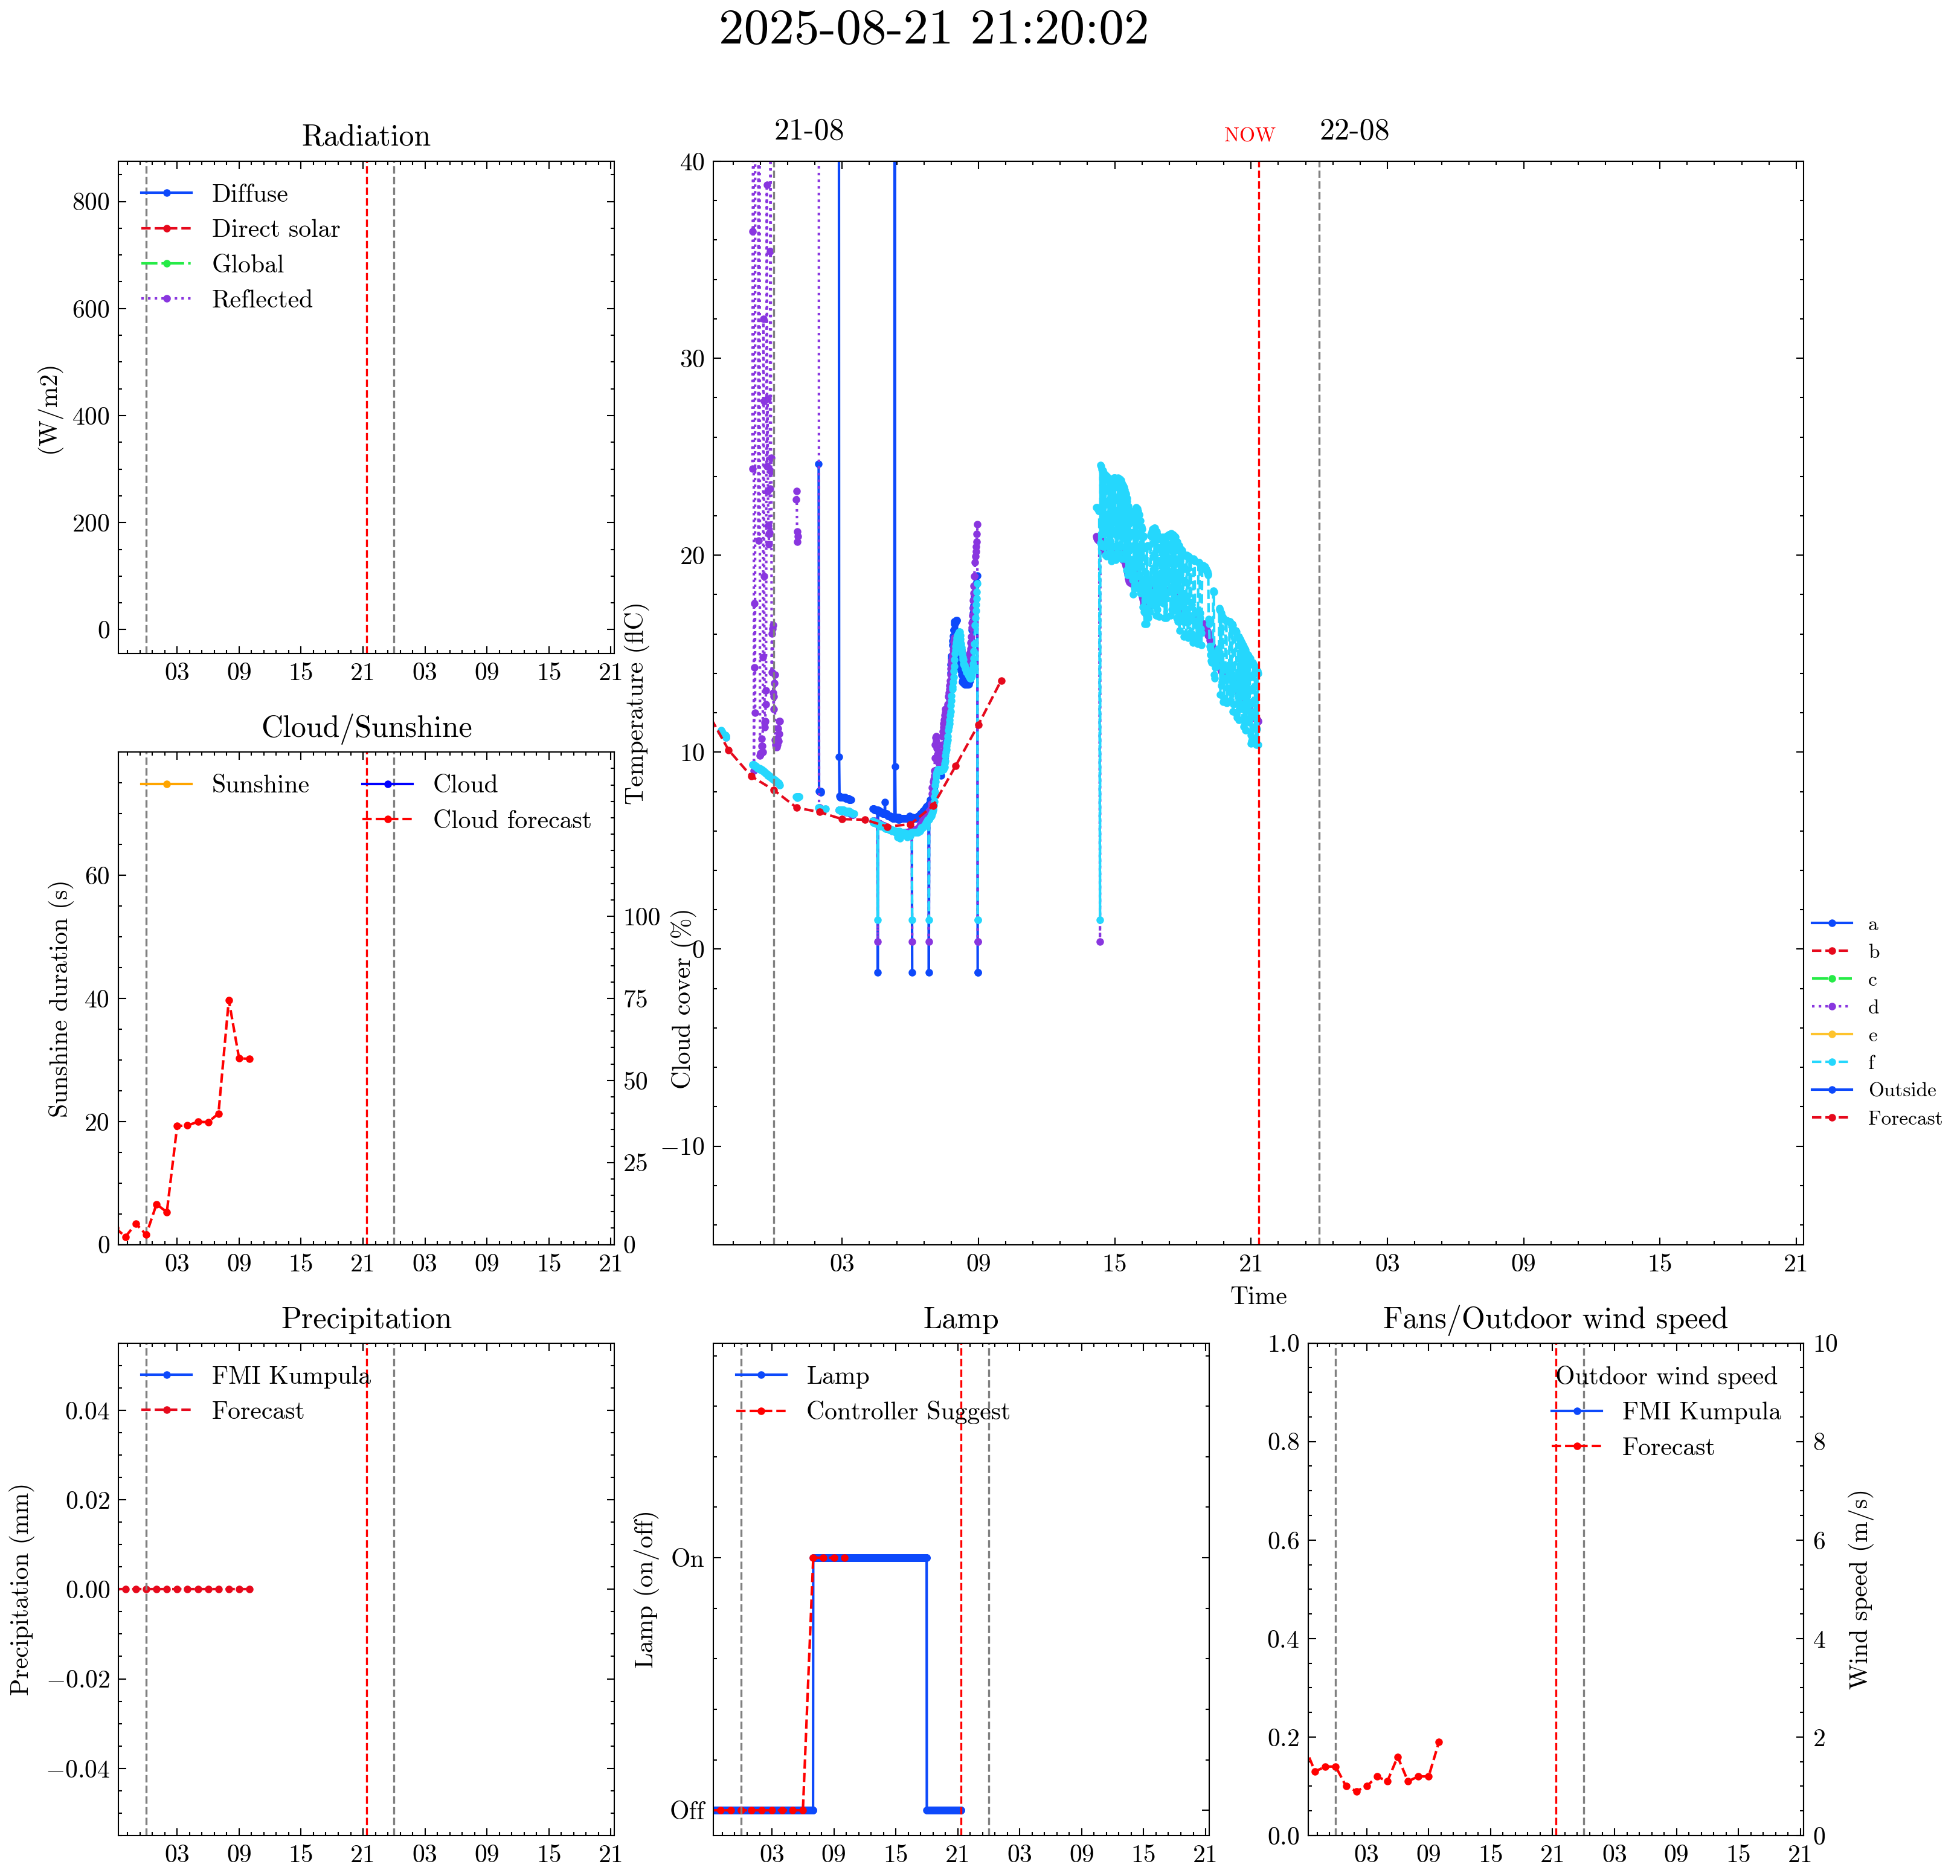 2025-08-21 21:20:02
Radiation
800
600
400
200
0
(W/m2)
Diffuse
Direct solar
Global
Reflected
03 09 15 21 03 09 15 21
Cloud/Sunshine
60
40
20
0
Sunshine duration (s)
Sunshine
Cloud
Cloud forecast
100
75
50
25
0
Cloud cover (%)
03 09 15 21 03 09 15 21
21-08
NOW
22-08
40
30
20
10
0
−10
Temperature (flC)
03 09 15 21 03 09 15 21
Time
a
b
c
d
e
f
Outside
Forecast
Precipitation
0.04
0.02
0.00
−0.02
−0.04
Precipitation (mm)
FMI Kumpula
Forecast
03 09 15 21 03 09 15 21
Lamp
On
Off
Lamp (on/off)
Lamp
Controller Suggest
03 09 15 21 03 09 15 21
Fans/Outdoor wind speed
1.0
0.8
0.6
0.4
0.2
0.0
Outdoor wind speed
FMI Kumpula
Forecast
10
8
6
4
2
0
Wind speed (m/s)
03 09 15 21 03 09 15 21